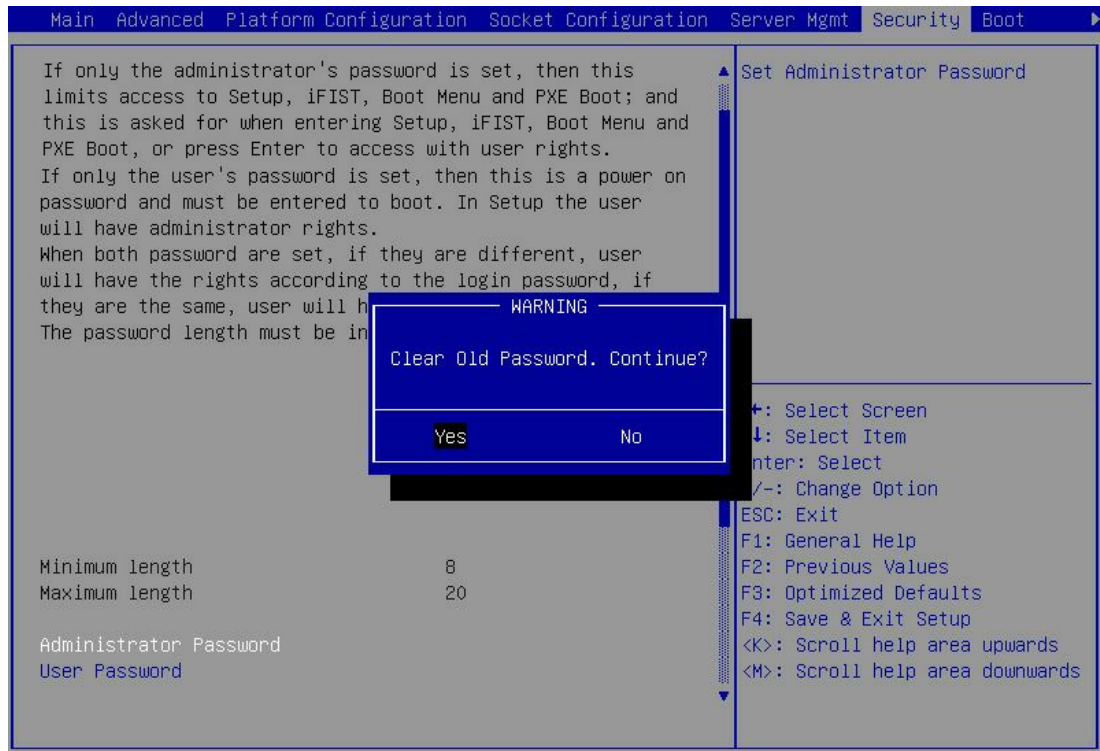 Main Advanced Platform Configuration Socket Configuration Server Mgmt Security Boot
If only the administrator's password is set, then this
limits access to Setup, iFIST, Boot Menu and PXE Boot; and
this is asked for when entering Setup, iFIST, Boot Menu and
PXE Boot, or press Enter to access with user rights.
If only the user's password is set, then this is a power on
password and must be entered to boot. In Setup the user
will have administrator rights.
When both password are set, if they are different, user
will have the rights according to the login password, if
they are the same, user will h
The password length must be in
WARNING
Clear Old Password. Continue?
Yes No
Minimum length 8
Maximum length 20
Administrator Password
User Password
Set Administrator Password
: Select Screen
↓: Select Item
nter: Select
/-: Change Option
ESC: Exit
F1: General Help
F2: Previous Values
F3: Optimized Defaults
F4: Save & Exit Setup
<K>: Scroll help area upwards
<M>: Scroll help area downwards